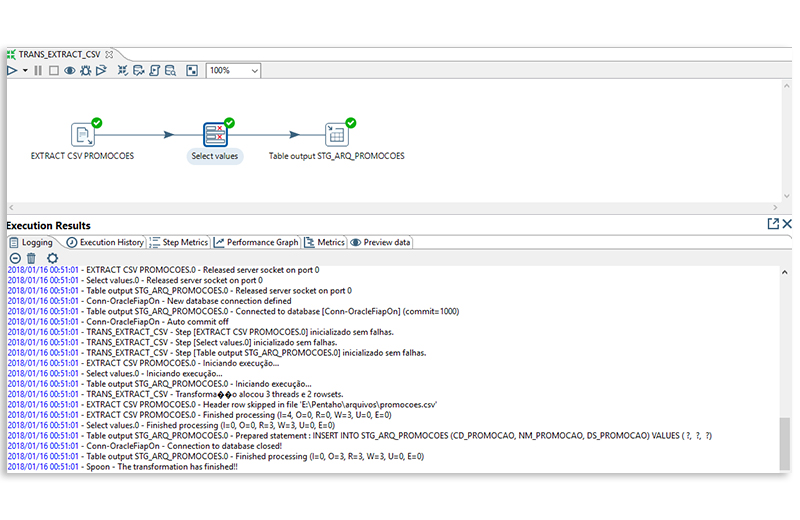 TRANS_EXTRACT_CSV
100%
EXTRACT CSV PROMOCOES
Select values
Table output STG_ARQ_PROMOCOES
Execution Results
Logging Execution History Step Metrics Performance Graph Metrics Preview data
2018/01/16 00:51:01 - EXTRACT CSV PROMOCOES.0 - Released server socket on port 0
2018/01/16 00:51:01 - Select values.0 - Released server socket on port 0
2018/01/16 00:51:01 - Table output STG_ARQ_PROMOCOES.0 - Released server socket on port 0
2018/01/16 00:51:01 - Conn-OracleFiapOn - New database connection defined
2018/01/16 00:51:01 - Table output STG_ARQ_PROMOCOES.0 - Connected to database [Conn-OracleFiapOn] (commit=1000)
2018/01/16 00:51:01 - Conn-OracleFiapOn - Auto commit off
2018/01/16 00:51:01 - TRANS_EXTRACT_CSV - Step [EXTRACT CSV PROMOCOES.0] inicializado sem falhas.
2018/01/16 00:51:01 - TRANS_EXTRACT_CSV - Step [Select values.0] inicializado sem falhas.
2018/01/16 00:51:01 - TRANS_EXTRACT_CSV - Step [Table output STG_ARQ_PROMOCOES.0] inicializado sem falhas.
2018/01/16 00:51:01 - EXTRACT CSV PROMOCOES.0 - Iniciando execução...
2018/01/16 00:51:01 - Select values.0 - Iniciando execução...
2018/01/16 00:51:01 - Table output STG_ARQ_PROMOCOES.0 - Iniciando execução...
2018/01/16 00:51:01 - TRANS_EXTRACT_CSV - Transforma��o alocou 3 threads e 2 rowsets.
2018/01/16 00:51:01 - EXTRACT CSV PROMOCOES.0 - Header row skipped in file 'E:\Pentaho\arquivos\promocoes.csv'
2018/01/16 00:51:01 - EXTRACT CSV PROMOCOES.0 - Finished processing (I=4, O=0, R=0, W=3, U=0, E=0)
2018/01/16 00:51:01 - Select values.0 - Finished processing (I=0, O=0, R=3, W=3, U=0, E=0)
2018/01/16 00:51:01 - Table output STG_ARQ_PROMOCOES.0 - Prepared statement : INSERT INTO STG_ARQ_PROMOCOES (CD_PROMOCAO, NM_PROMOCAO, DS_PROMOCAO) VALUES ( ?, ?, ?)
2018/01/16 00:51:01 - Conn-OracleFiapOn - Connection to database closed!
2018/01/16 00:51:01 - Table output STG_ARQ_PROMOCOES.0 - Finished processing (I=0, O=3, R=3, W=3, U=0, E=0)
2018/01/16 00:51:01 - Spoon - The transformation has finished!!